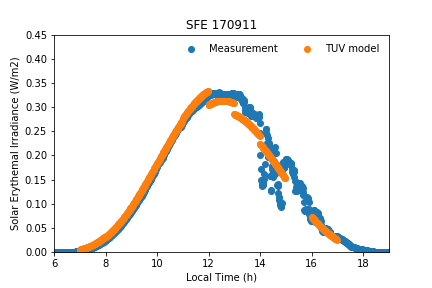 SFE 170911
Measurement
TUV model
0.45
0.40
0.35
0.30
0.25
0.20
0.15
0.10
0.05
0.00
Solar Erythemal Irradiance (W/m2)
6 8 10 12 14 16 18
Local Time (h)